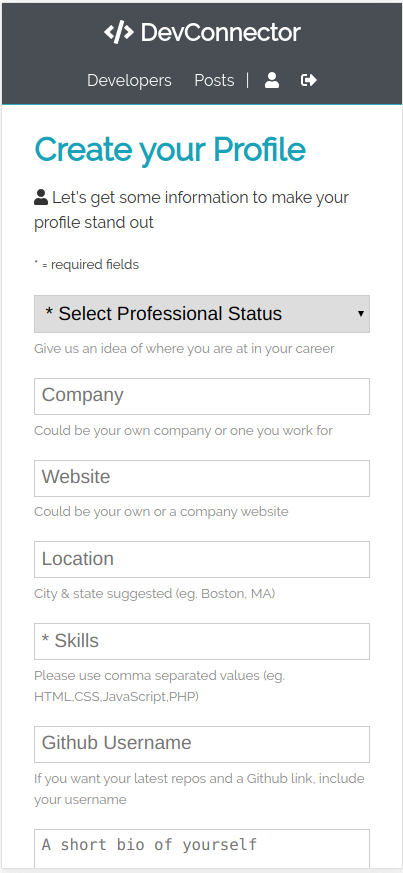 </> DevConnector
Developers Posts |
Create your Profile
Let's get some information to make your
profile stand out
* = required fields
* Select Professional Status
Give us an idea of where you are at in your career
Company
Could be your own company or one you work for
Website
Could be your own or a company website
Location
City & state suggested (eg. Boston, MA)
* Skills
Please use comma separated values (eg.
HTML,CSS,JavaScript,PHP)
Github Username
If you want your latest repos and a Github link, include
your username
A short bio of yourself